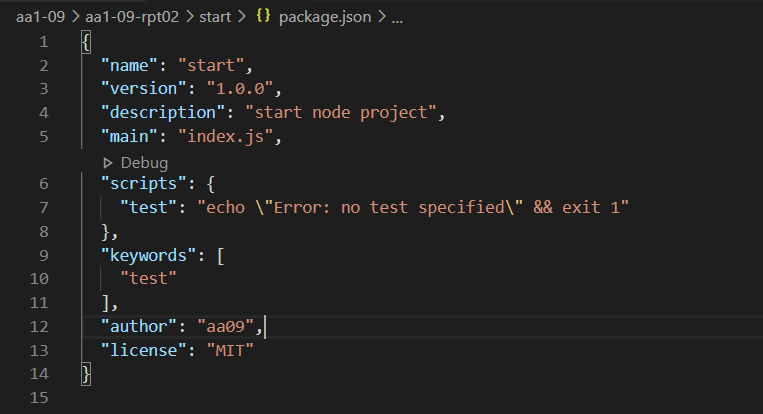 aa1-09 > aa1-09-rpt02 > start > {} package.json > ...
1 {
2 "name": "start",
3 "version": "1.0.0",
4 "description": "start node project",
5 "main": "index.js",
Debug
6 "scripts": {
7 "test": "echo \"Error: no test specified\" && exit 1"
8 },
9 "keywords": [
10 "test"
11 ],
12 "author": "aa09",
13 "license": "MIT"
14 }
15